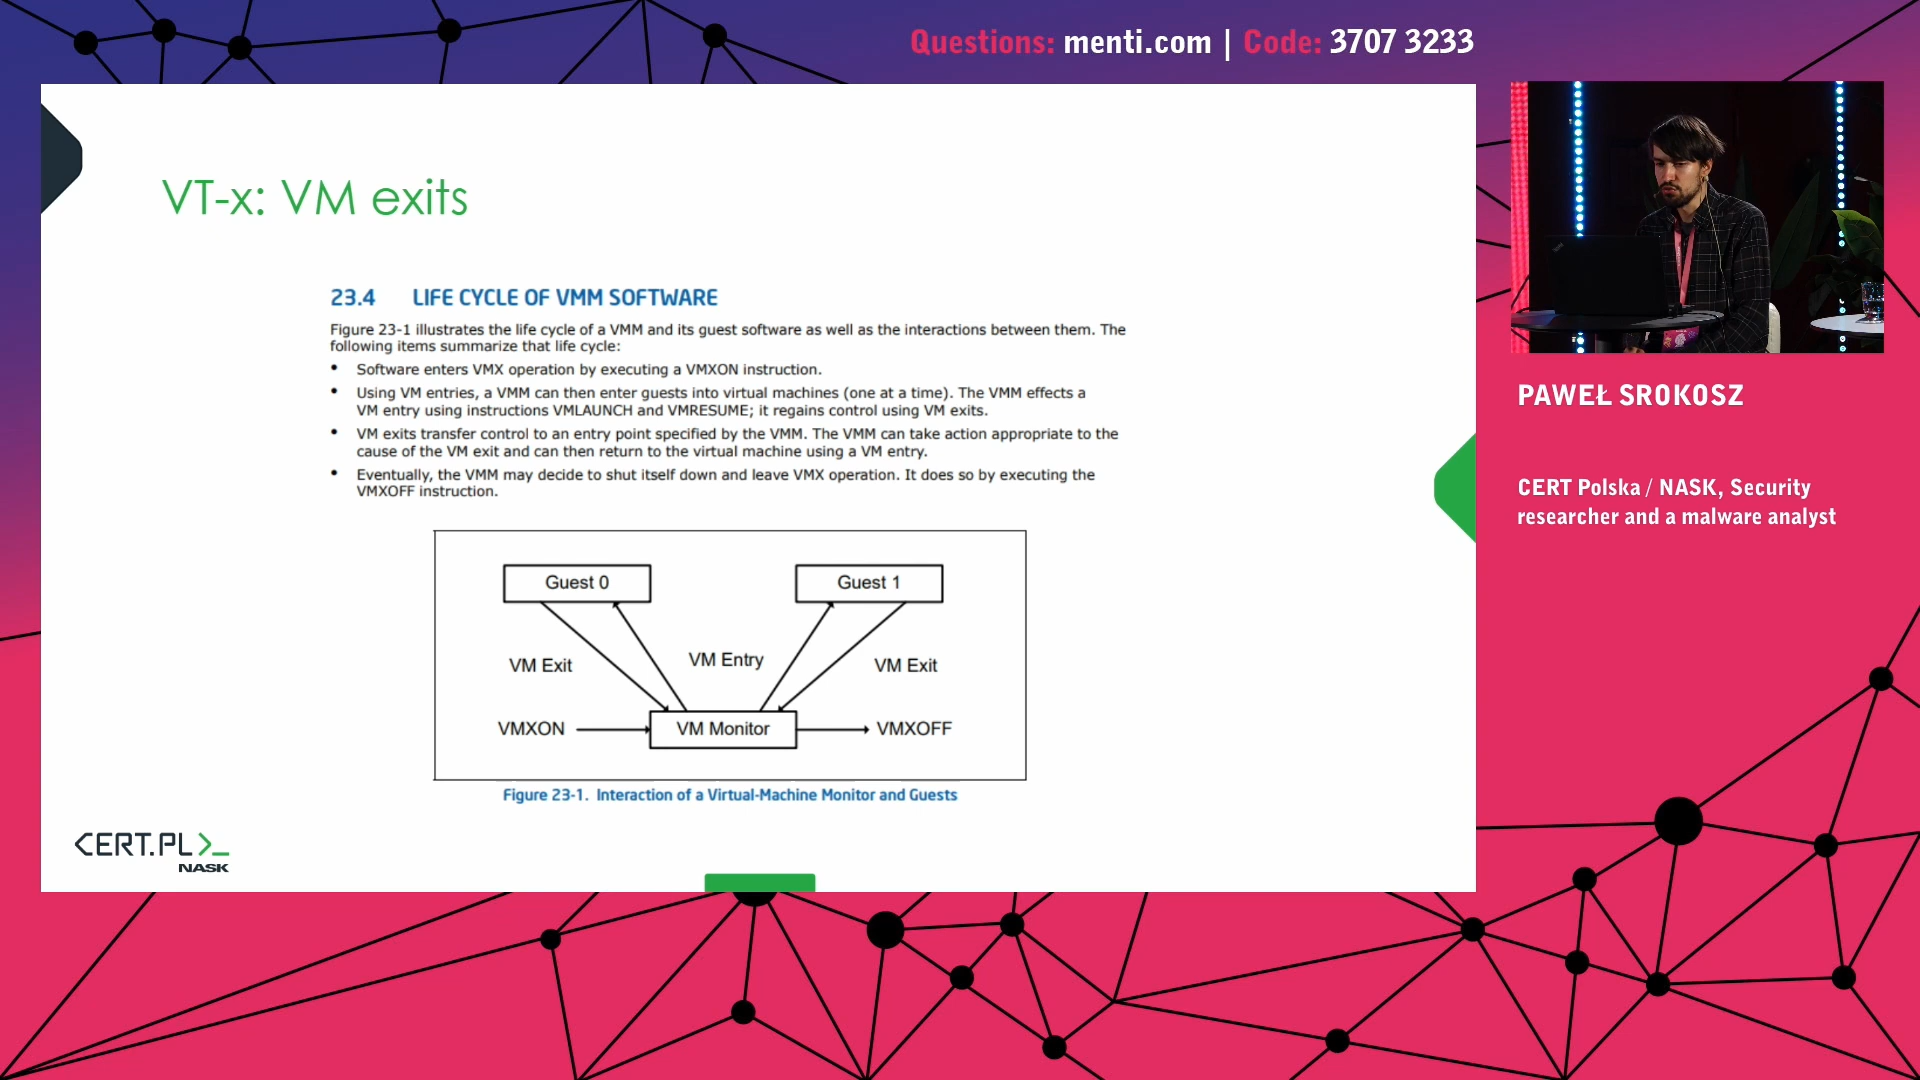 Questions: menti.com | Code: 3707 3233
VT-x: VM exits
23.4 LIFE CYCLE OF VMM SOFTWARE
Figure 23-1 illustrates the life cycle of a VMM and its guest software as well as the interactions between them. The
following items summarize that life cycle:
• Software enters VMX operation by executing a VMXON instruction.
• Using VM entries, a VMM can then enter guests into virtual machines (one at a time). The VMM effects a
VM entry using instructions VMLAUNCH and VMRESUME; it regains control using VM exits.
• VM exits transfer control to an entry point specified by the VMM. The VMM can take action appropriate to the
cause of the VM exit and can then return to the virtual machine using a VM entry.
• Eventually, the VMM may decide to shut itself down and leave VMX operation. It does so by executing the
VMXOFF instruction.
Guest 0 Guest 1
VM Exit VM Entry VM Exit
VMXON VM Monitor VMXOFF
Figure 23-1. Interaction of a Virtual-Machine Monitor and Guests
CERT.PL>_
NASK
PAWEŁ SROKOSZ
CERT Polska / NASK, Security
researcher and a malware analyst